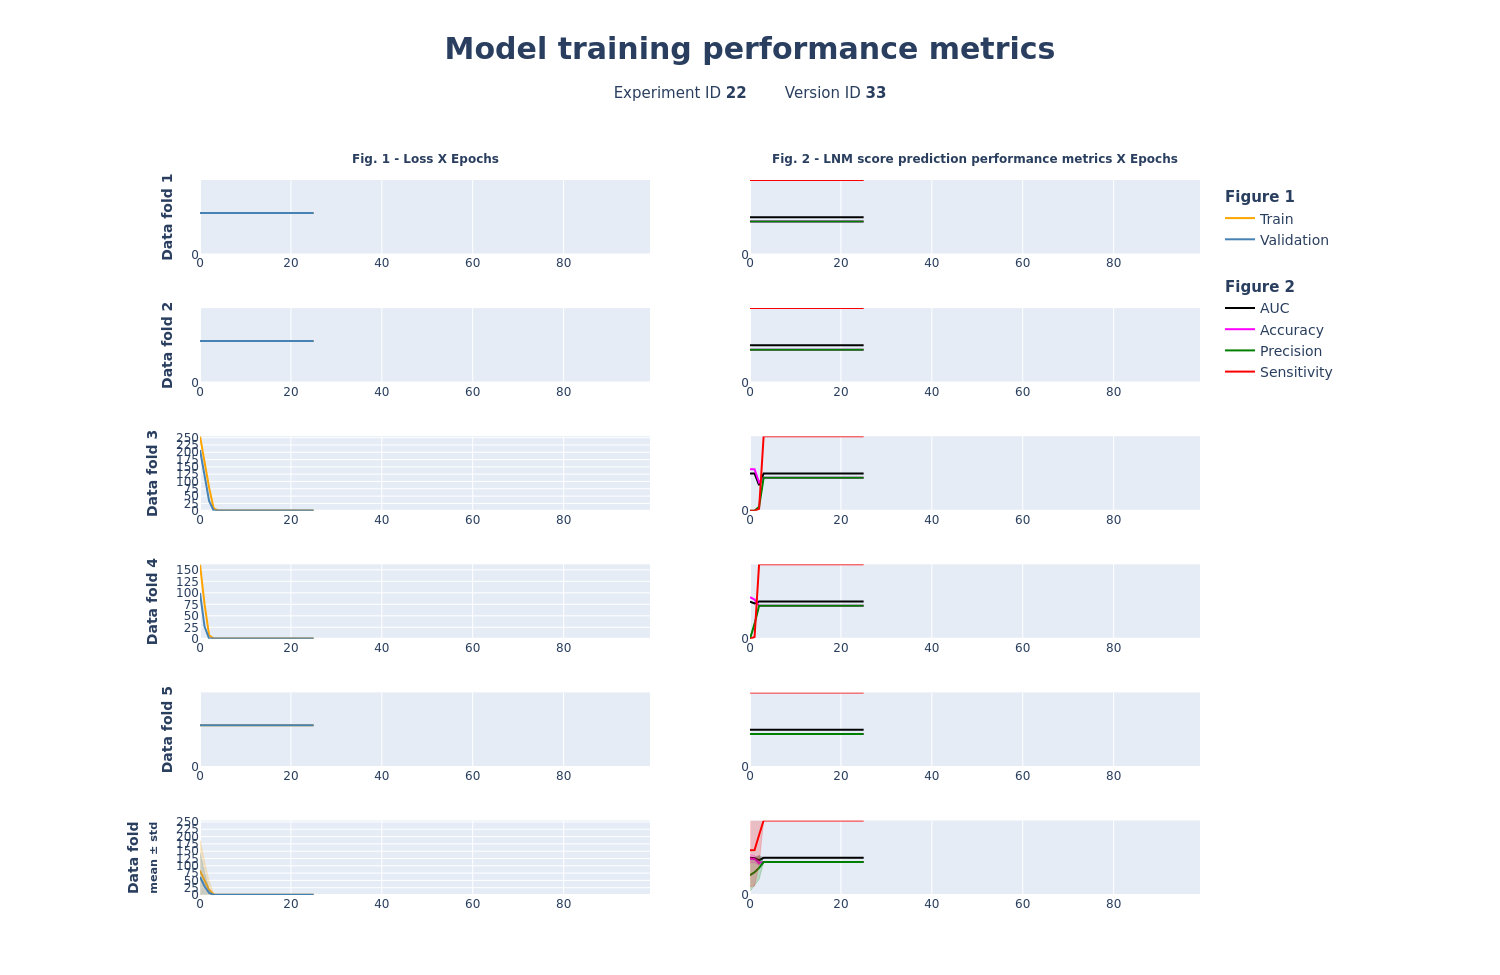 Model training performance metrics
Experiment ID 22 Version ID 33
Fig. 1 - Loss X Epochs
Fig. 2 - LNM score prediction performance metrics X Epochs
Data fold 1
0
0 20 40 60 80
0
0 20 40 60 80
Figure 1
Train
Validation
Figure 2
AUC
Accuracy
Precision
Sensitivity
Data fold 2
0
0 20 40 60 80
0
0 20 40 60 80
Data fold 3
250
225
200
175
150
125
100
75
50
25
0
0 20 40 60 80
0
0 20 40 60 80
Data fold 4
150
125
100
75
50
25
0
0 20 40 60 80
0
0 20 40 60 80
Data fold 5
0
0 20 40 60 80
0
0 20 40 60 80
Data fold
mean ± std
250
225
200
175
150
125
100
75
50
25
0
0 20 40 60 80
0
0 20 40 60 80